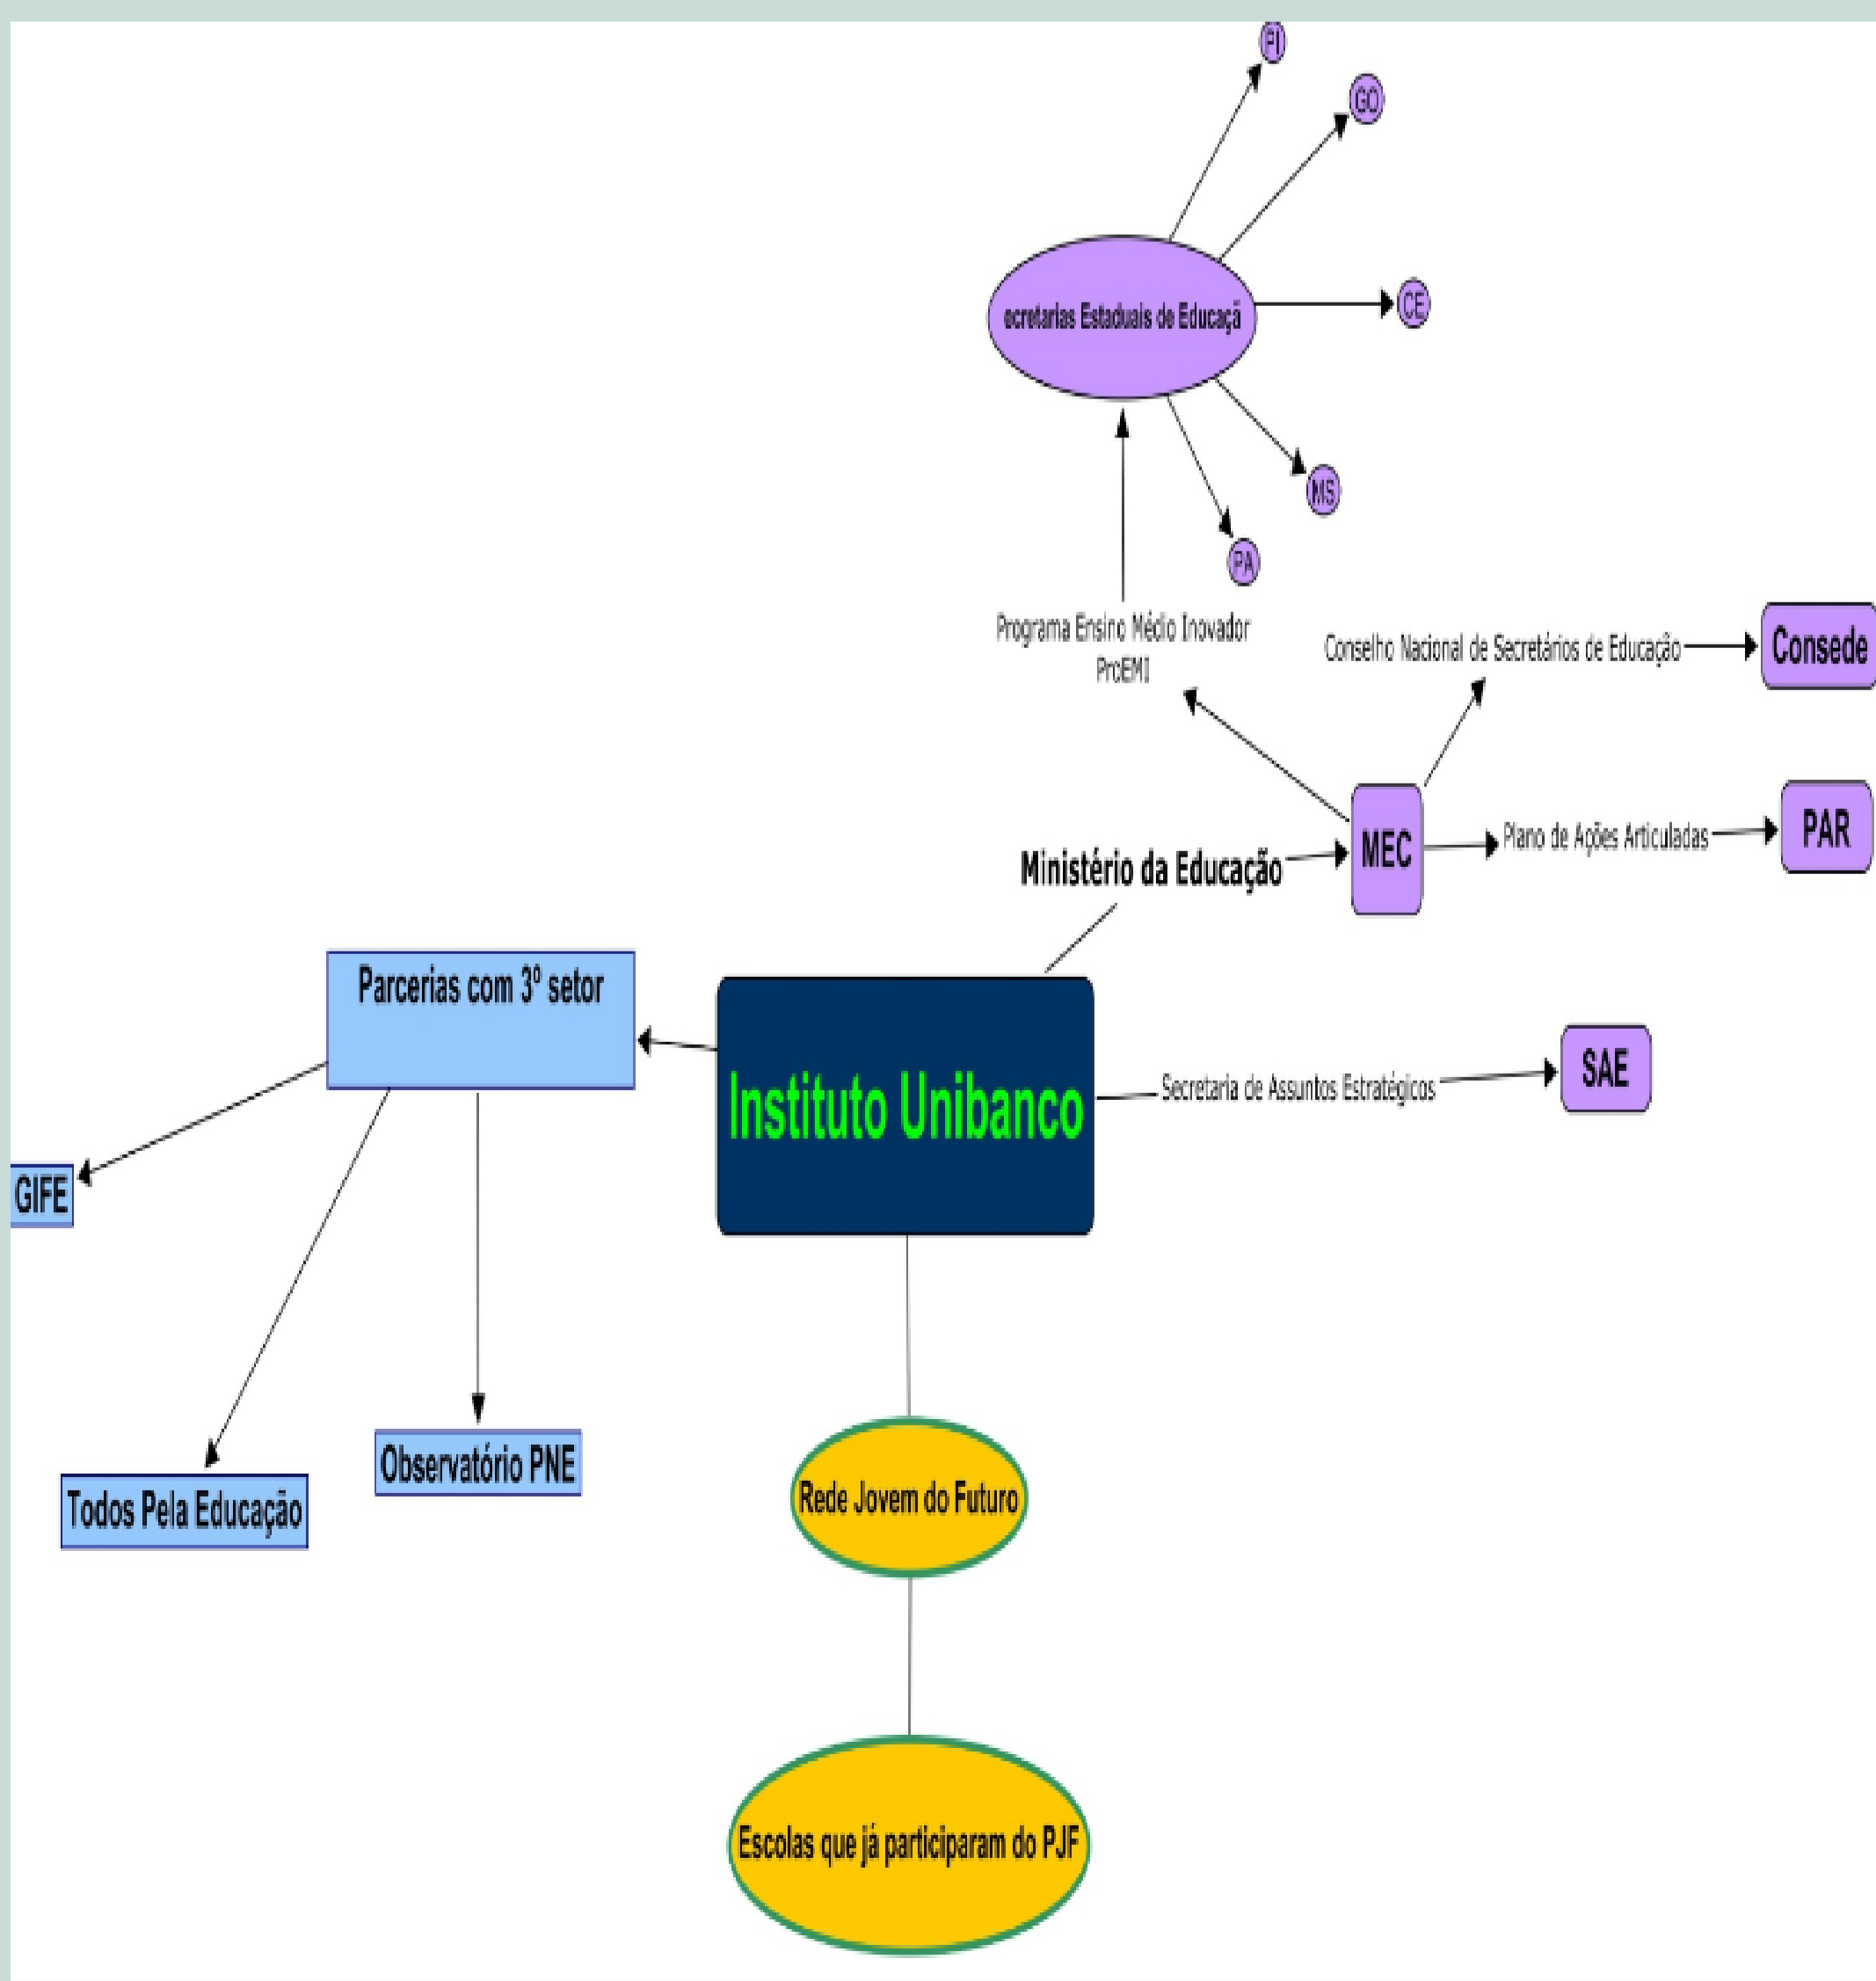 PI
GO
ecretarias Estaduais de Educaçã
CE
MS
PA
Programa Ensino Médio Inovador
ProEMI
Conselho Nacional de Secretários de Educação
Consede
MEC
Plano de Ações Articuladas
PAR
Ministério da Educação
Parcerias com 3º setor
Instituto Unibanco
Secretaria de Assuntos Estratégicos
SAE
GIFE
Observatório PNE
Todos Pela Educação
Rede Jovem do Futuro
Escolas que já participaram do PJF